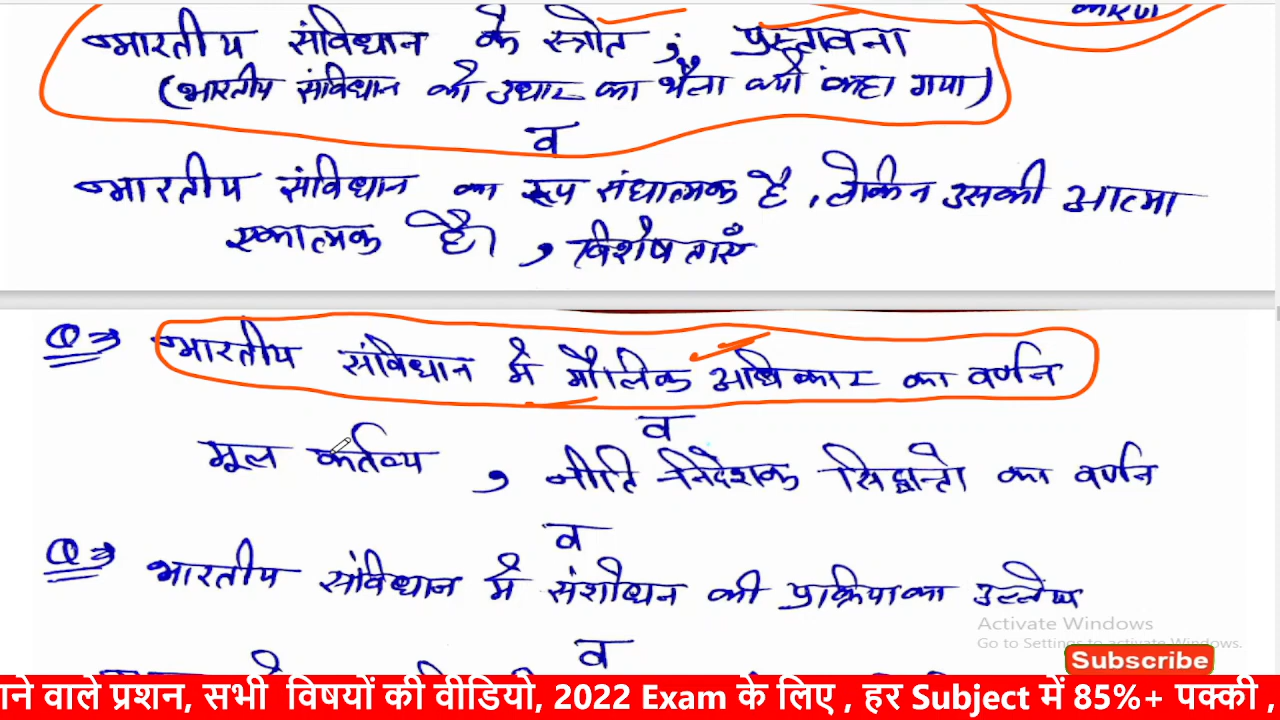 भारतीय संविधान के स्त्रोत, प्रस्तावना
(भारतीय संविधान को उधार का थैला क्यों कहा गया)
व
भारतीय संविधान का रूप संघात्मक है, लेकिन उसकी आत्मा
एकात्मक है। , विशेषताएँ
Q⇒ भारतीय संविधान में मौलिक अधिकार का वर्णन
व
मूल कर्तव्य , नीति निदेशक सिद्धान्तो का वर्णन
व
Q⇒ भारतीय संविधान में संशोधन की प्रक्रिया का उल्लेख
व
Activate Windows
Go to Settings to activate Windows.
Subscribe
ाने वाले प्रशन, सभी विषयों की वीडियो, 2022 Exam के लिए , हर Subject में 85%+ पक्की ,